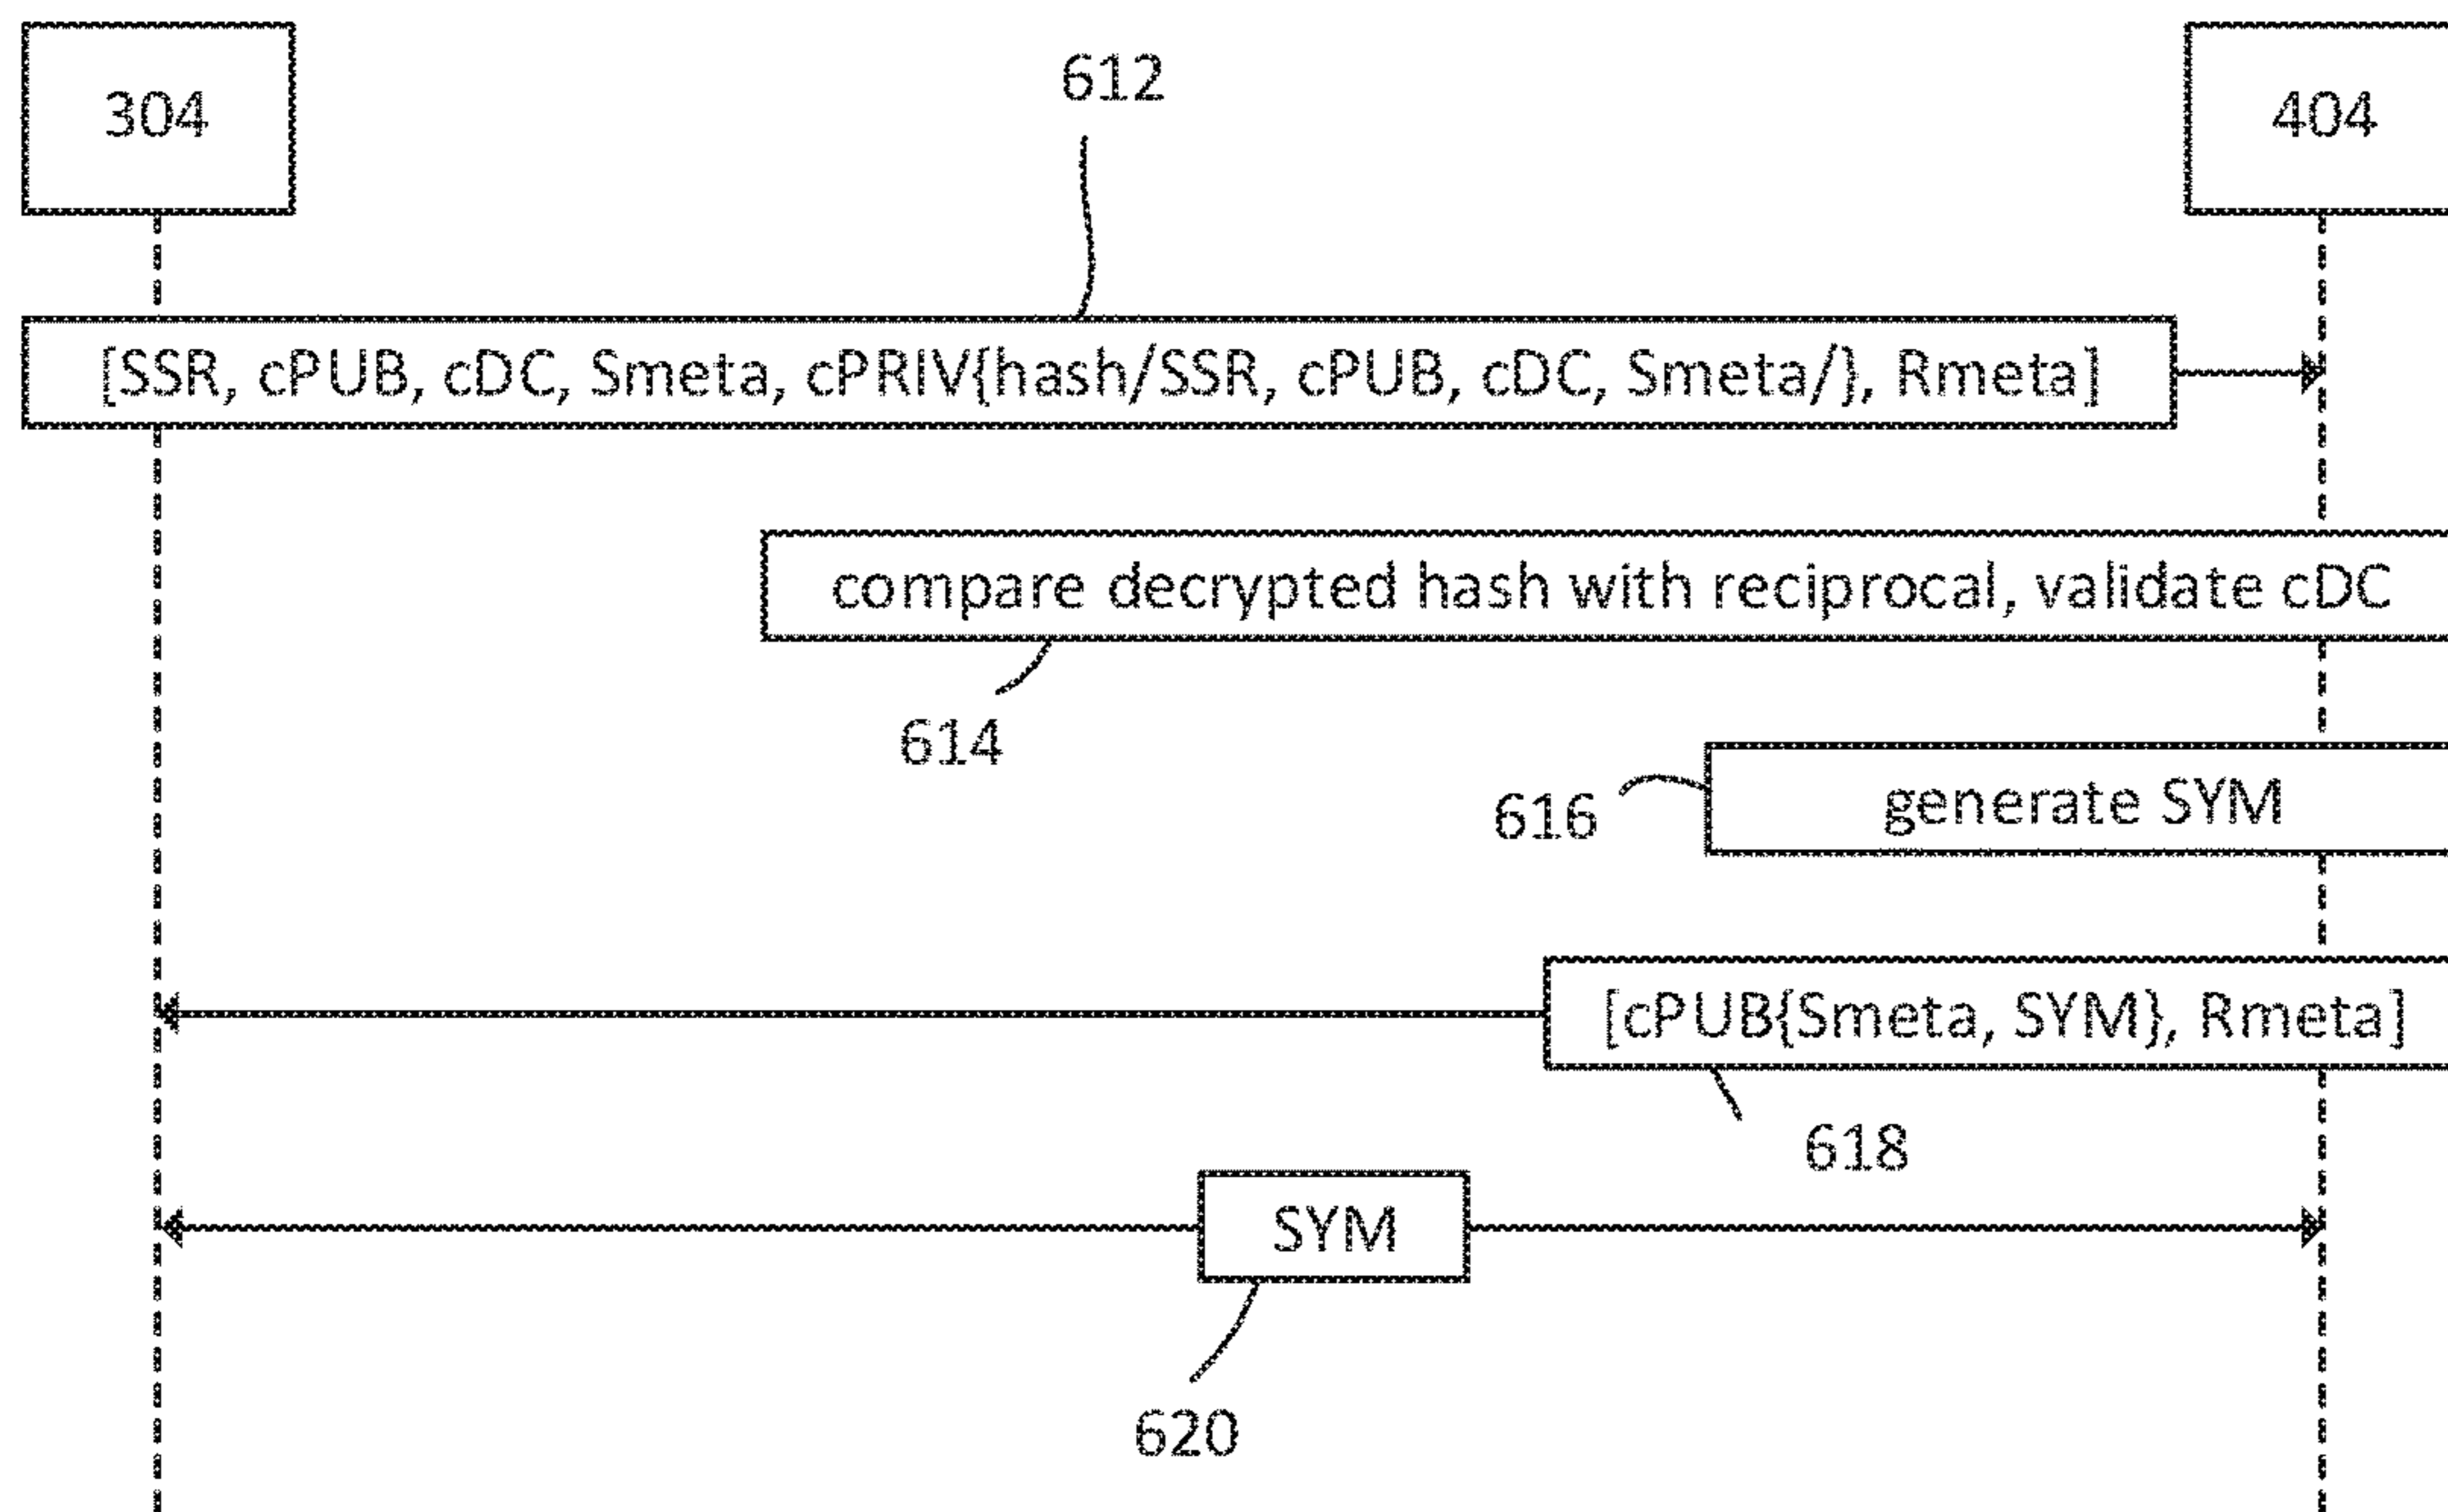 304
612
404
[SSR, cPUB, cDC, Smeta, cPRIV{hash/SSR, cPUB, cDC, Smeta/}, Rmeta]
compare decrypted hash with reciprocal, validate cDC
614
616
generate SYM
[cPUB{Smeta, SYM}, Rmeta]
618
SYM
620